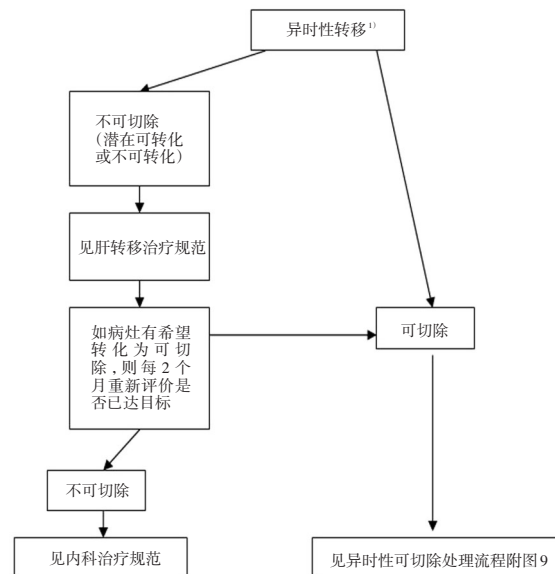 异时性转移1)
不可切除
(潜在可转化
或不可转化)
见肝转移治疗规范
如病灶有希望
转化为可切
除,则每2个
月重新评价是
否已达目标
可切除
不可切除
见内科治疗规范
见异时性可切除处理流程附图9